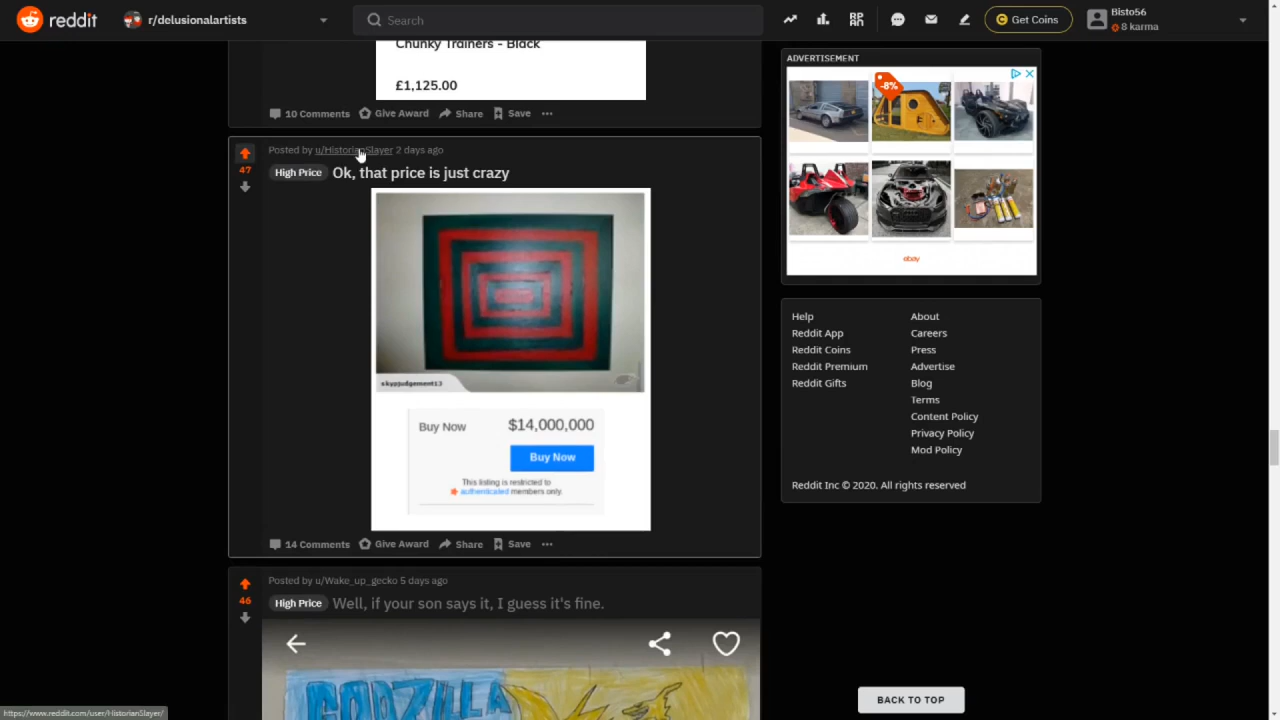 reddit
r/delusionalartists
Search
Get Coins
Bisto56
8 karma
Chunky Trainers - Black
£1,125.00
10 Comments
Give Award
Share
Save
Posted by u/HistorianSlayer 2 days ago
47
High Price
Ok, that price is just crazy
skyyjudgement13
Buy Now
$14,000,000
Buy Now
This listing is restricted to
authenticated members only.
14 Comments
Give Award
Share
Save
Posted by u/Wake_up_gecko 5 days ago
46
High Price
Well, if your son says it, I guess it's fine.
GODZILLA
ADVERTISEMENT
-8%
ebay
Help
About
Reddit App
Careers
Reddit Coins
Press
Reddit Premium
Advertise
Reddit Gifts
Blog
Terms
Content Policy
Privacy Policy
Mod Policy
Reddit Inc © 2020. All rights reserved
BACK TO TOP
https://www.reddit.com/user/HistorianSlayer/